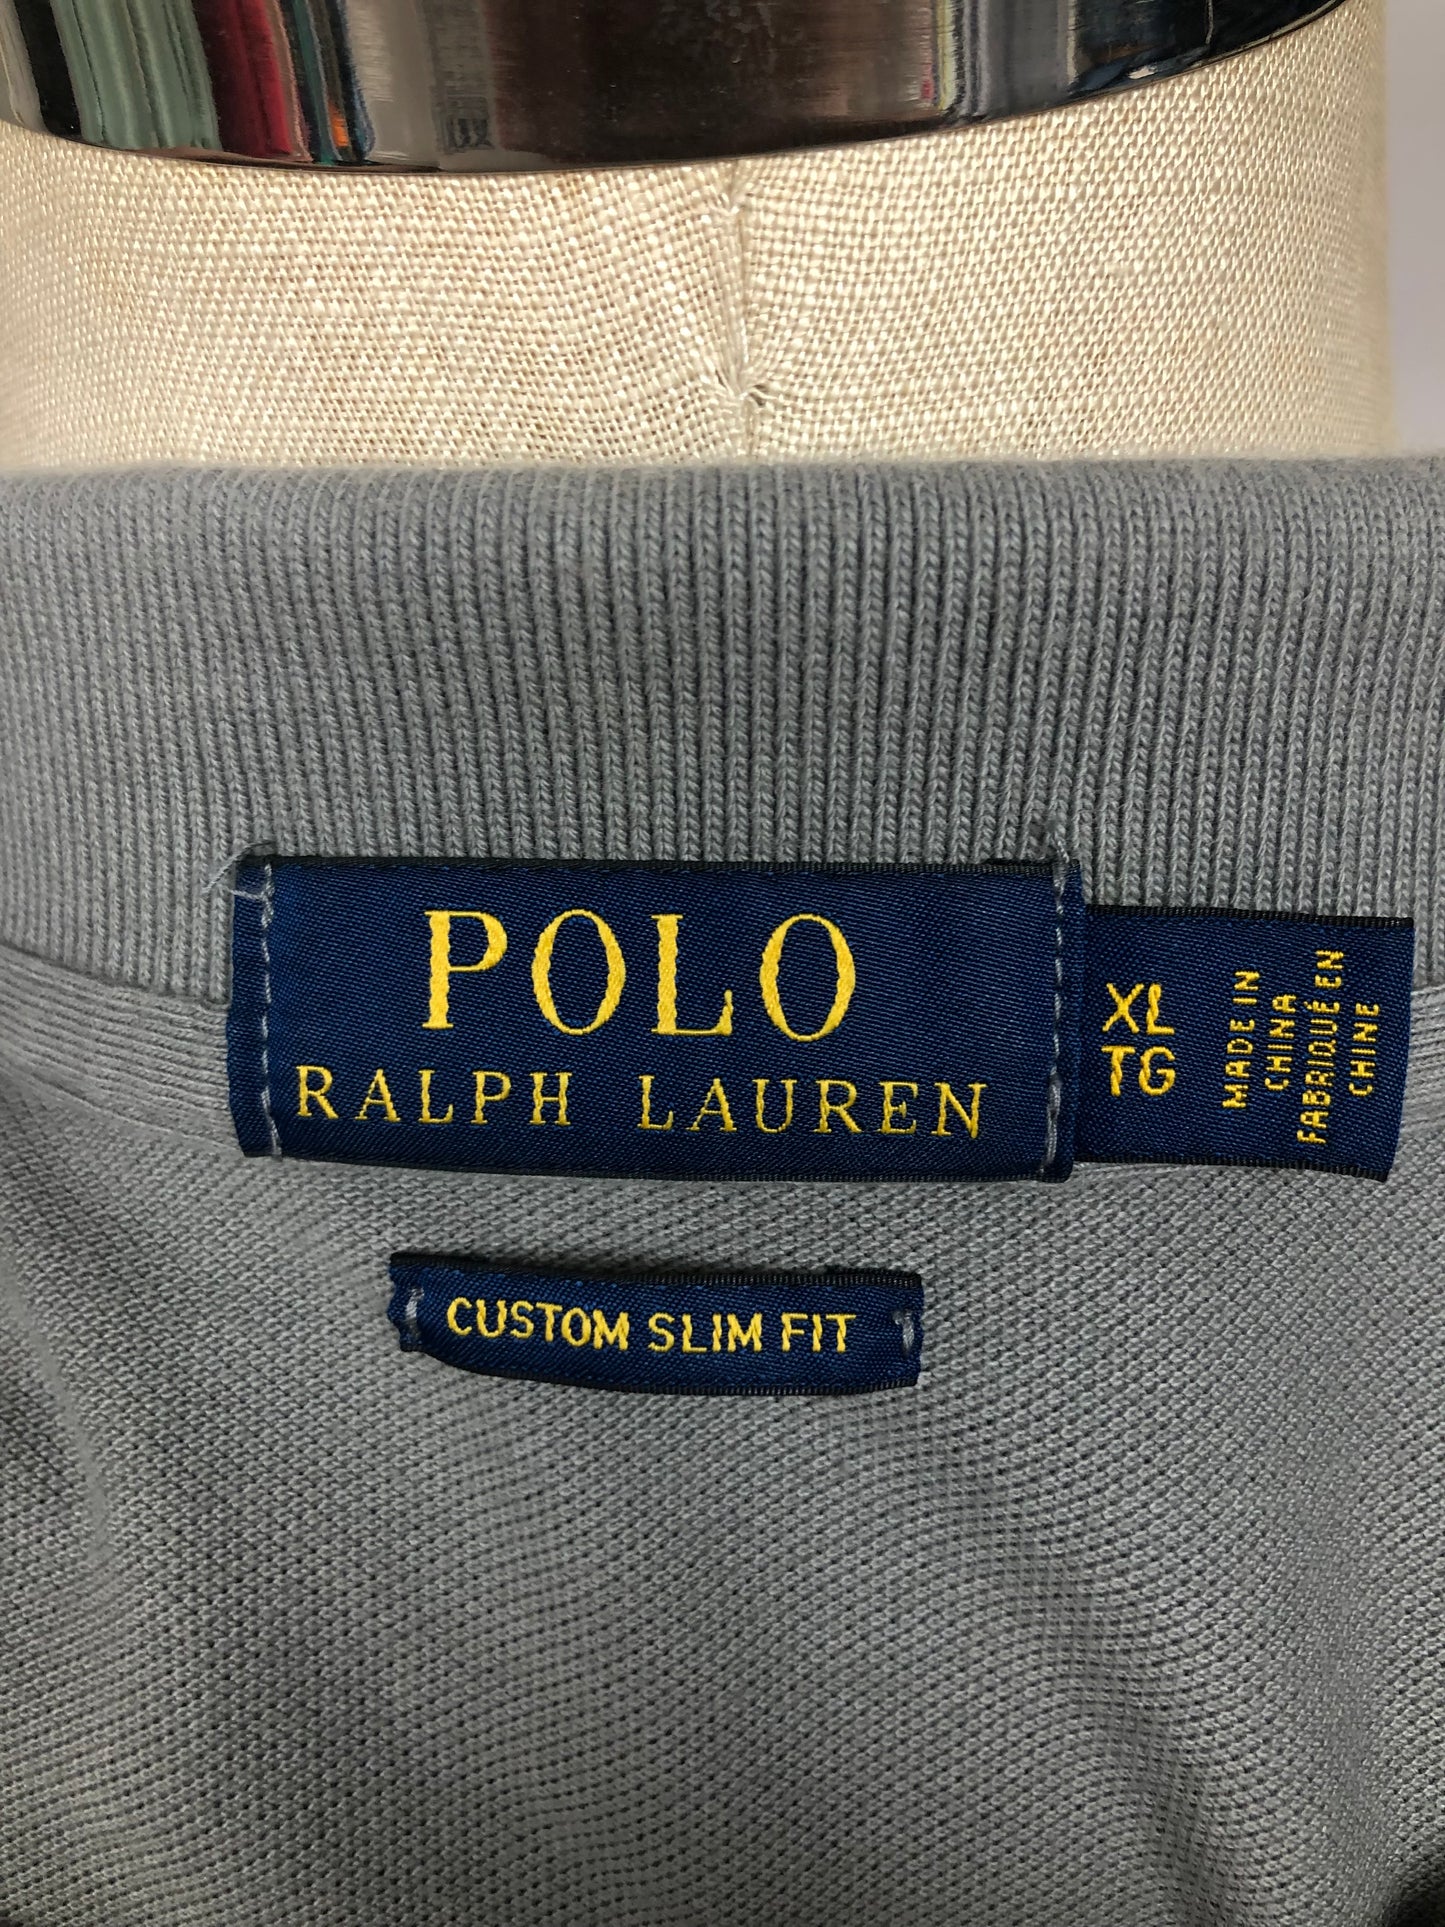 POLO
RALPH LAUREN
XL
TG
MADE IN
CHINA
FABRIQUÉ EN
CHINE
CUSTOM SLIM FIT